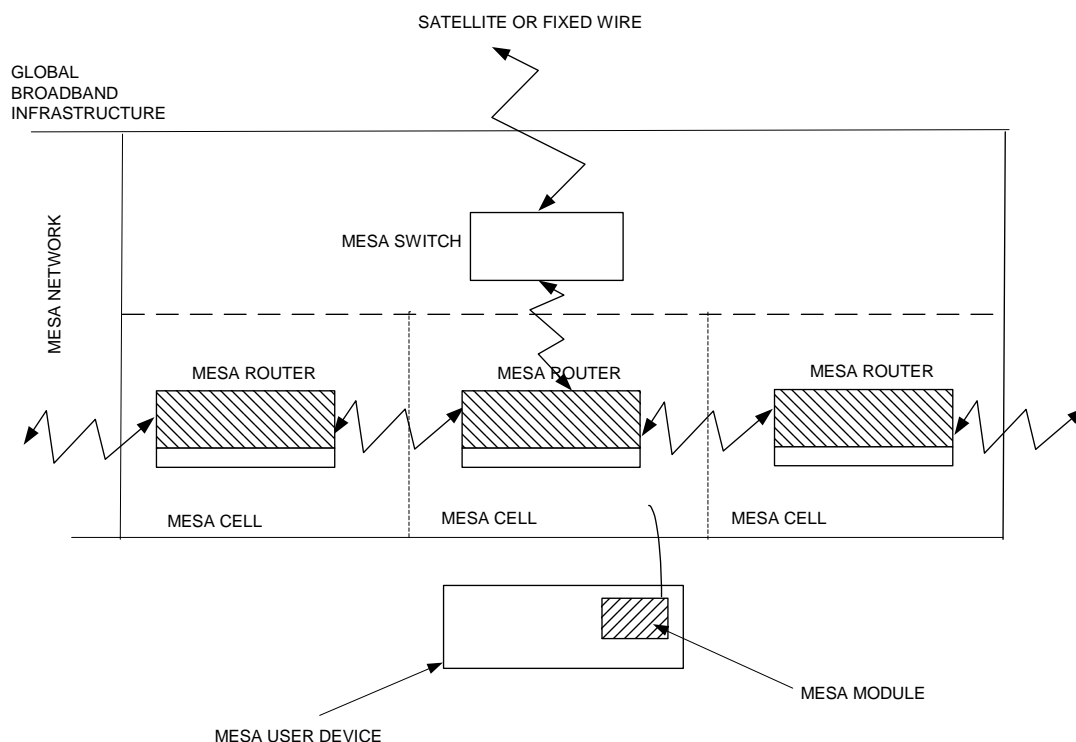 SATELLITE OR FIXED WIRE
GLOBAL
BROADBAND
INFRASTRUCTURE
MESA NETWORK
MESA SWITCH
MESA ROUTER
MESA ROUTER
MESA ROUTER
MESA CELL
MESA CELL
MESA CELL
MESA MODULE
MESA USER DEVICE